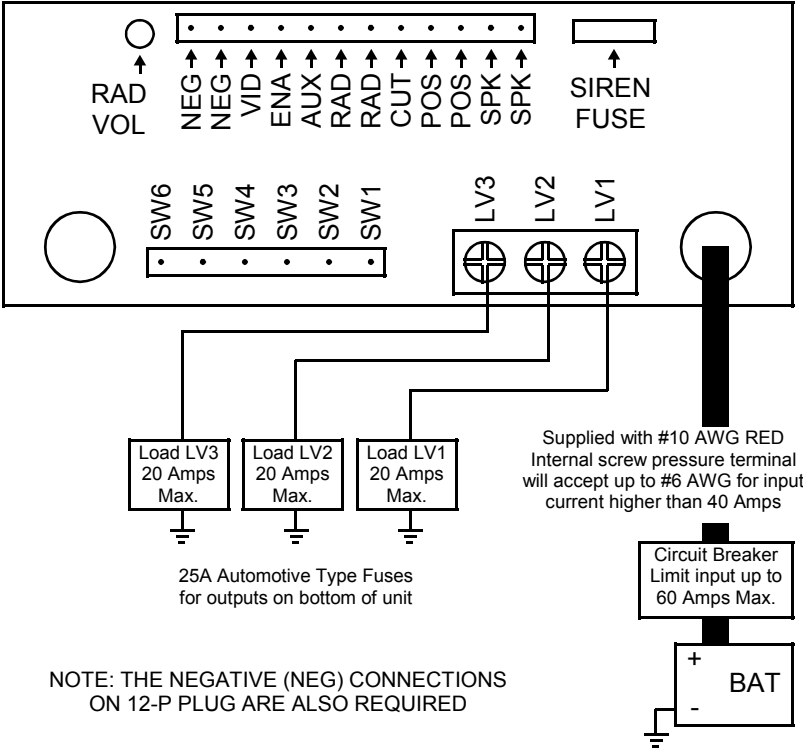 RAD
VOL
NEG
NEG
VID
ENA
AUX
RAD
RAD
CUT
POS
POS
SPK
SPK
SIREN
FUSE
SW6
SW5
SW4
SW3
SW2
SW1
LV3
LV2
LV1
Load LV3
20 Amps
Max.
Load LV2
20 Amps
Max.
Load LV1
20 Amps
Max.
Supplied with #10 AWG RED
Internal screw pressure terminal
will accept up to #6 AWG for input
current higher than 40 Amps
25A Automotive Type Fuses
for outputs on bottom of unit
Circuit Breaker
Limit input up to
60 Amps Max.
+
BAT
-
NOTE: THE NEGATIVE (NEG) CONNECTIONS
ON 12-P PLUG ARE ALSO REQUIRED